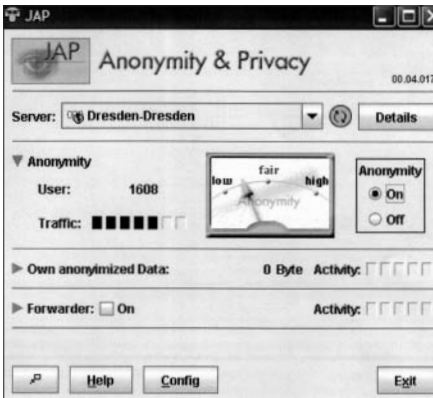 JAP
JAP Anonymity & Privacy
00.04.017
Server: Dresden-Dresden Details
Anonymity
User: 1608
Traffic:
low fair high
Anonymity
Anonymity
On
Off
Own anonyimized Data: 0 Byte Activity:
Forwarder: On Activity:
Help Config Exit